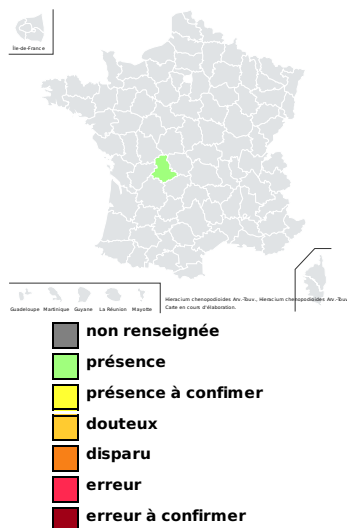 Île-de-France
Guadeloupe Martinique Guyane La Réunion Mayotte
Hieracium chenopodioides Arv.-Touv., Hieracium chenopodioides Arv.-Touv
Carte en cours d'élaboration.
non renseignée
présence
présence à confimer
douteux
disparu
erreur
erreur à confirmer